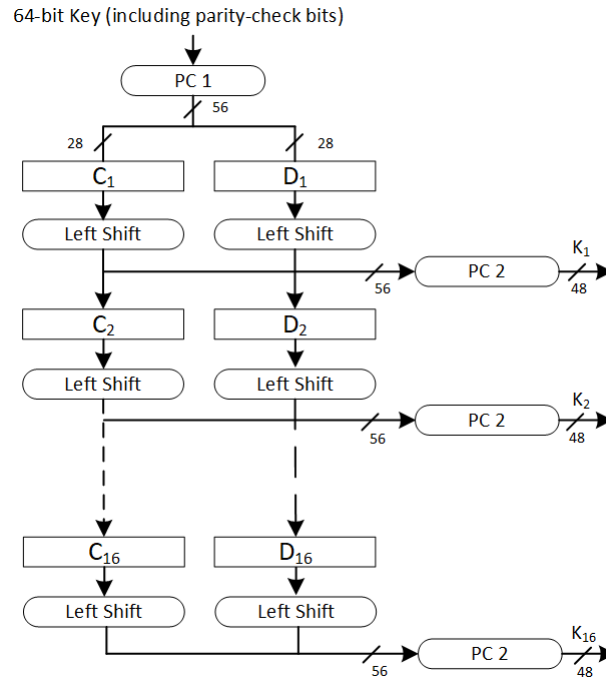 64-bit Key (including parity-check bits)
PC 1
56
28
28
C₁
D₁
Left Shift
Left Shift
K₁
PC 2
56
48
C₂
D₂
Left Shift
Left Shift
K₂
PC 2
56
48
C₁₆
D₁₆
Left Shift
Left Shift
K₁₆
PC 2
56
48